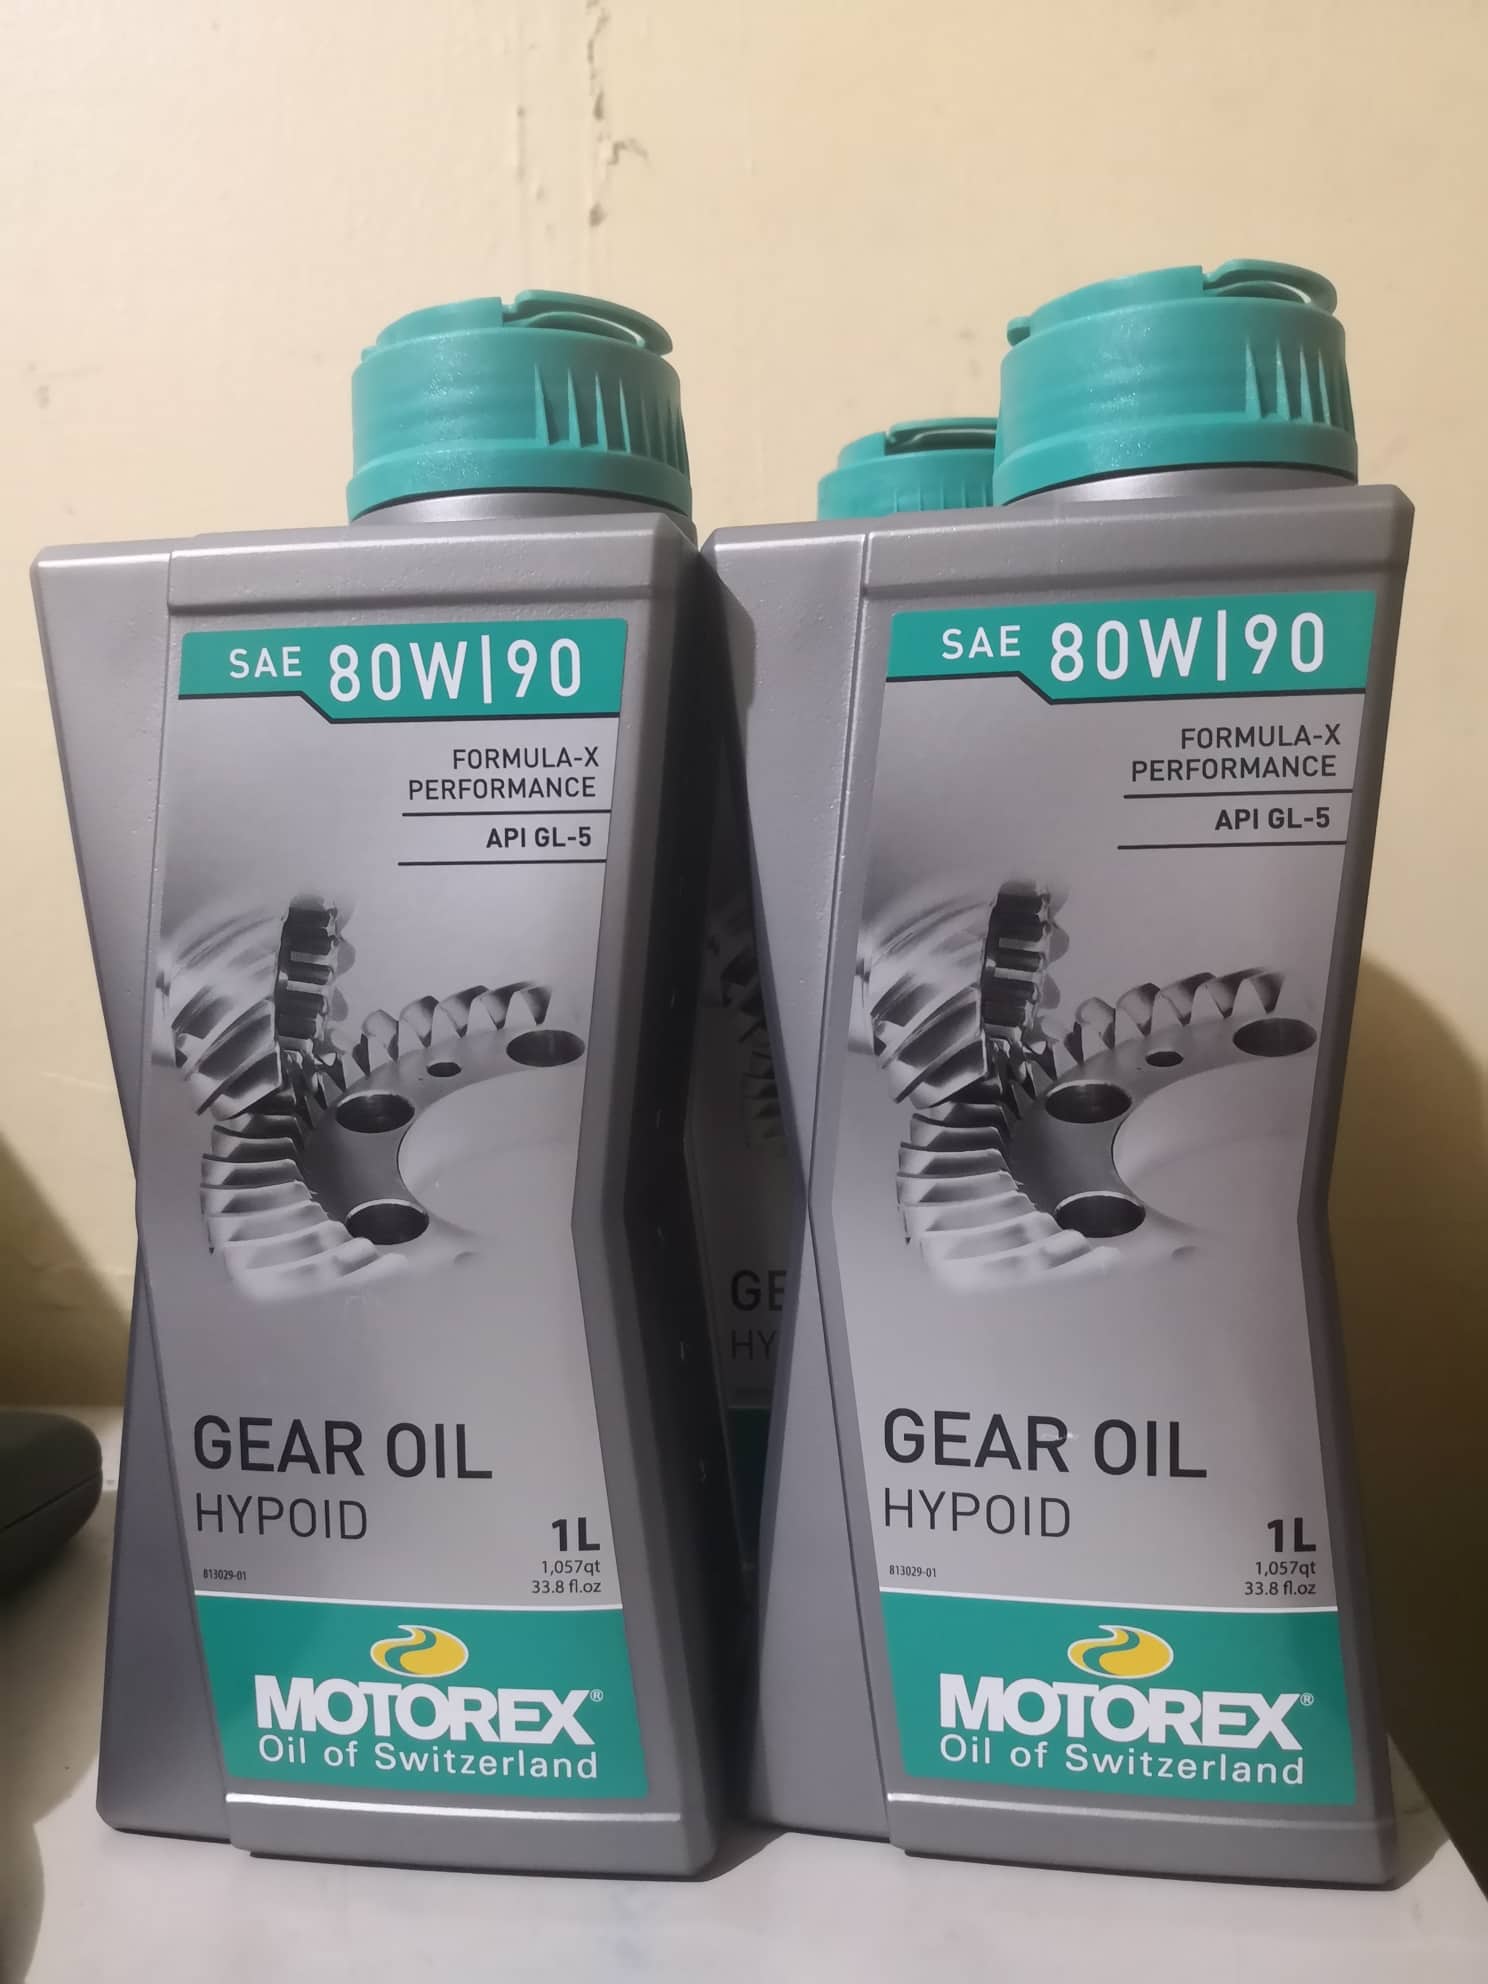 SAE 80W|90
FORMULA-X
PERFORMANCE
API GL-5
GEAR OIL
HYPOID
1L
1,057qt
33.8 fl.oz
813029-01
MOTOREX®
Oil of Switzerland
GE
HY
SAE 80W|90
FORMULA-X
PERFORMANCE
API GL-5
GEAR OIL
HYPOID
1L
1,057qt
33.8 fl.oz
813029-01
MOTOREX®
Oil of Switzerland